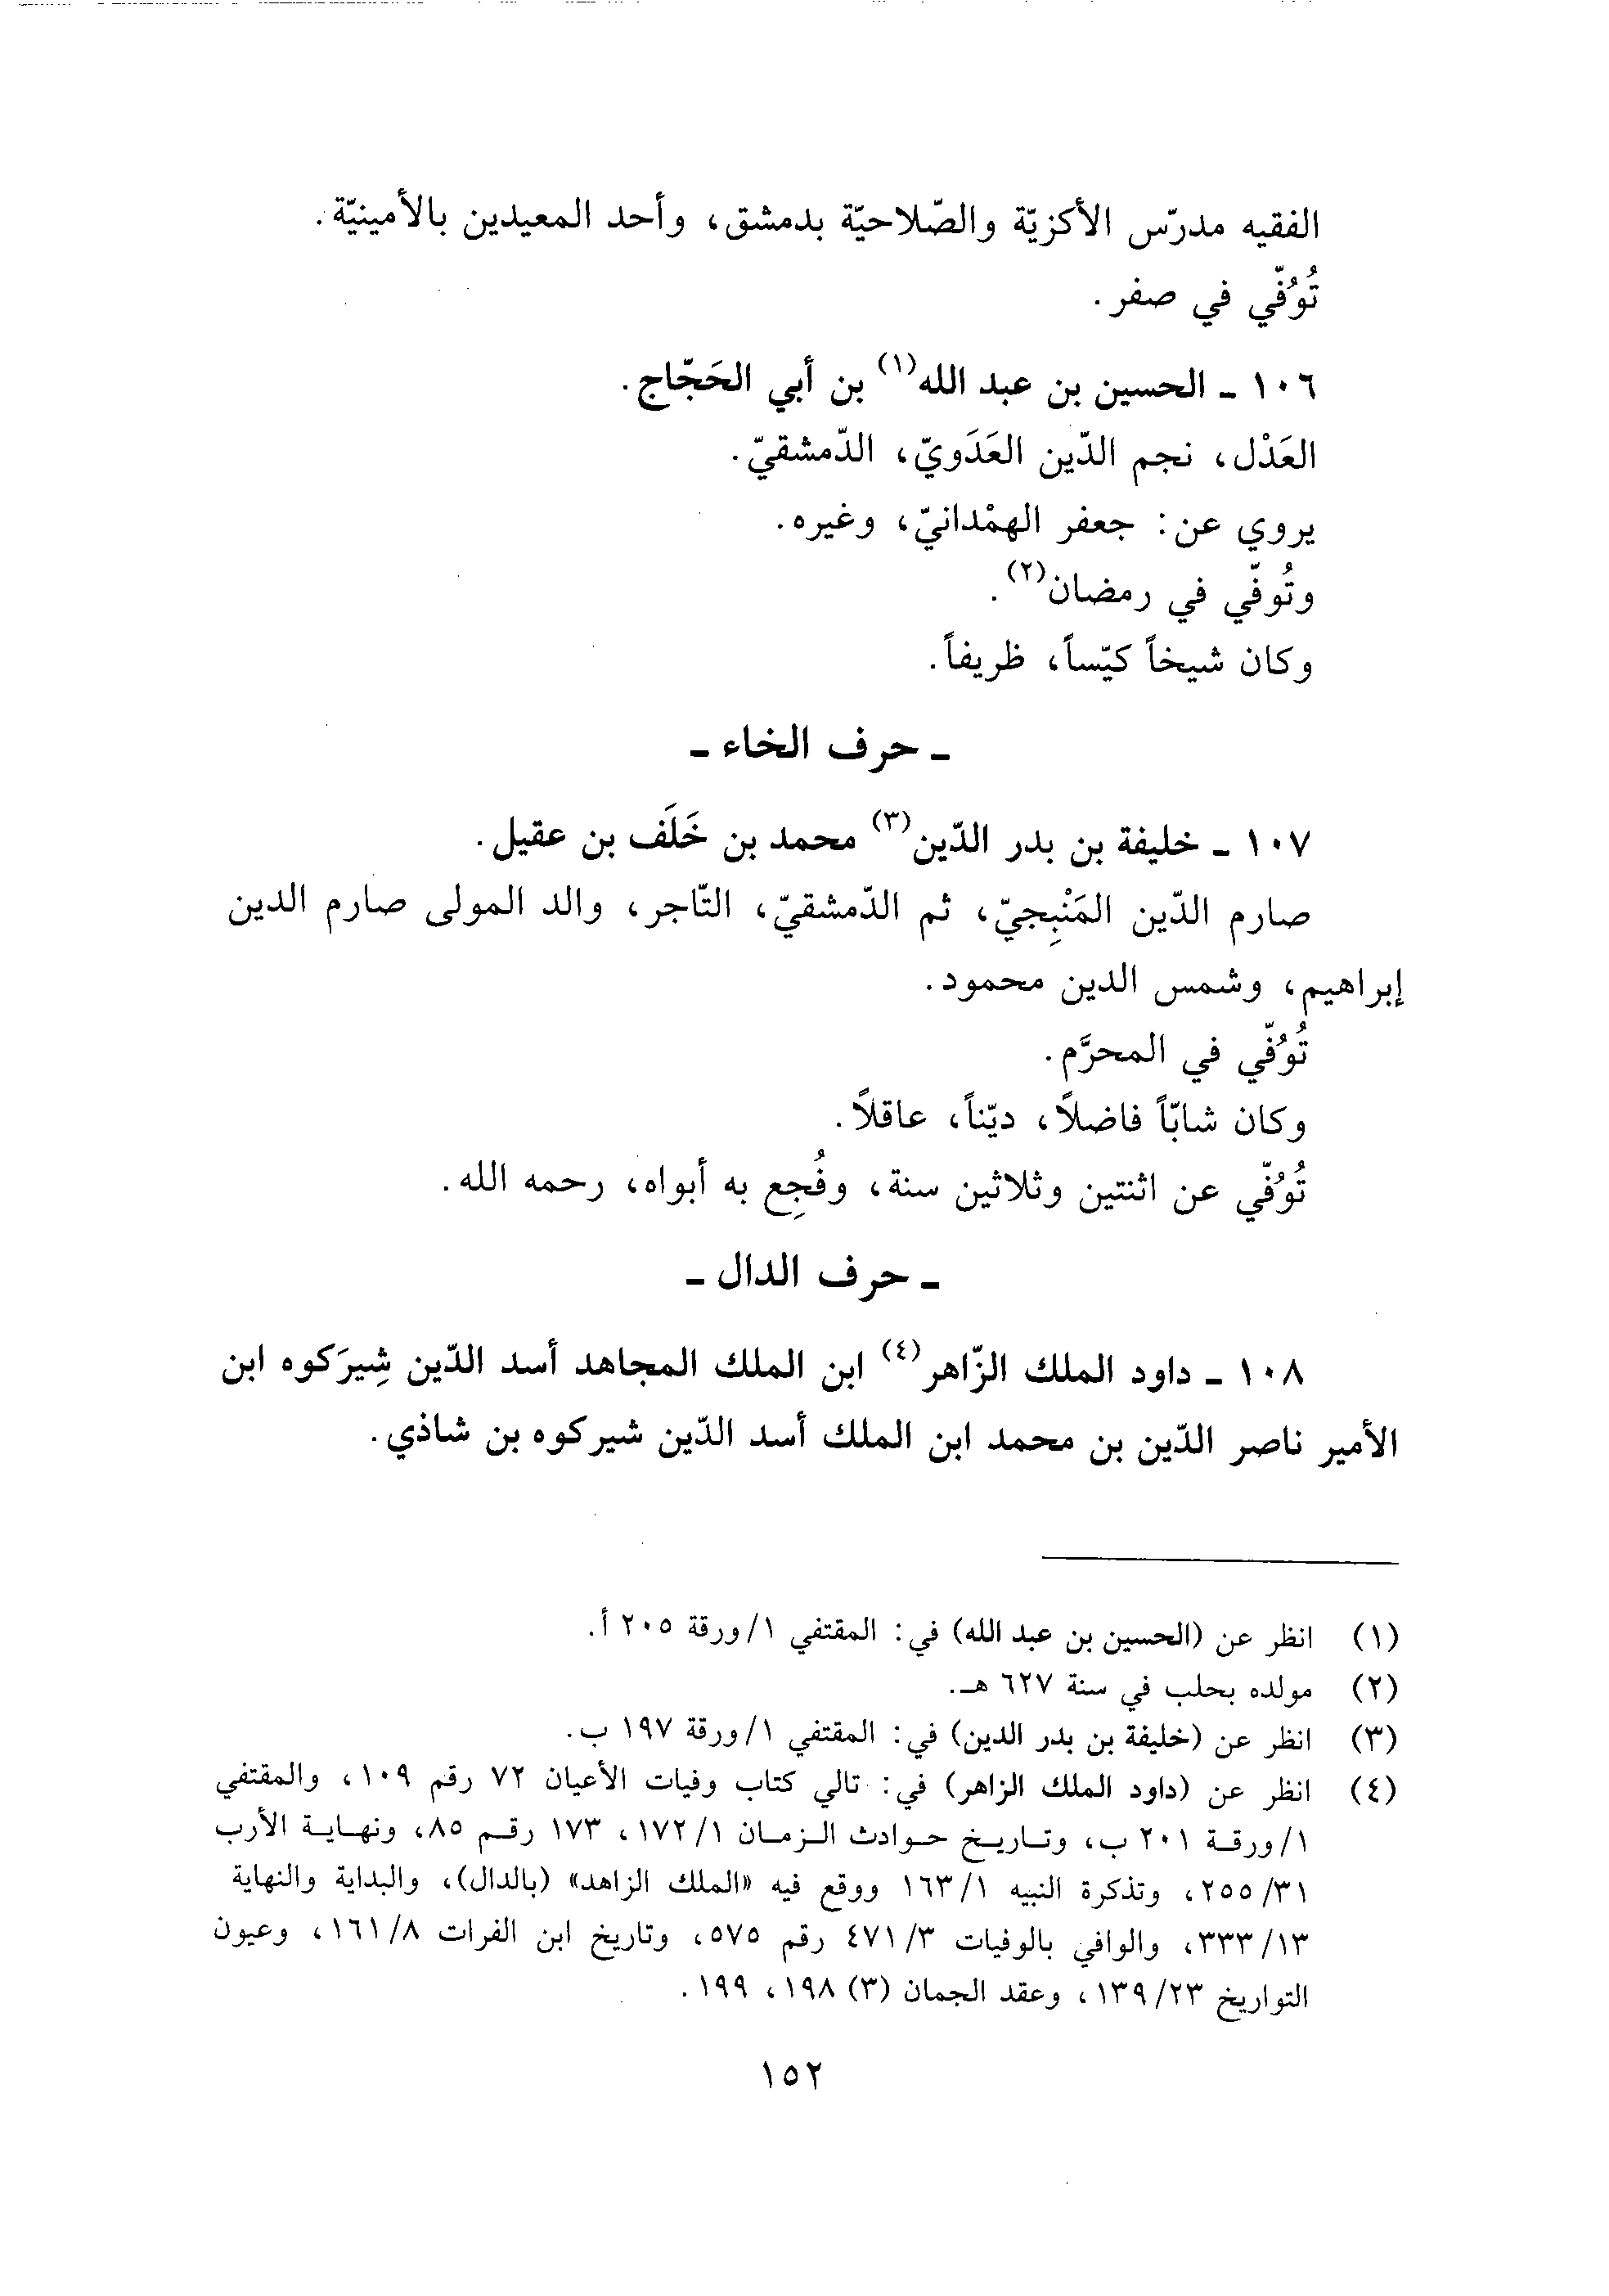 الفقيه مدرّس الأكزيّة والصّلاحيّة بدمشق، وأحد المعيدين بالأمينيّة.
تُوُفّي في صفر.
١٠٦ ـ الحسين بن عبد الله(١) بن أبي الحَجّاج.
العَدْل، نجم الدّين العَدَويّ، الدّمشقيّ.
يروي عن: جعفر الهمْدانيّ، وغيره.
وتُوفّي في رمضان(٢).
وكان شيخاً كيّساً، ظريفاً.
ـ حرف الخاء ـ
١٠٧ ـ خليفة بن بدر الدّين(٣) محمد بن خَلَف بن عقيل.
صارم الدّين المَنْبِجيّ، ثم الدّمشقيّ، التّاجر، والد المولى صارم الدين
إبراهيم، وشمس الدين محمود.
تُوُفّي في المحرَّم.
وكان شابّاً فاضلاً، ديّناً، عاقلاً.
تُوُفّي عن اثنتين وثلاثين سنة، وفُجِع به أبواه، رحمه الله.
ـ حرف الدال ـ
١٠٨ ـ داود الملك الزّاهر(٤) ابن الملك المجاهد أسد الدّين شِيرَكوه ابن
الأمير ناصر الدّين بن محمد ابن الملك أسد الدّين شيركوه بن شاذي.
(١) انظر عن (الحسين بن عبد الله) في: المقتفي ١/ورقة ٢٠٥ أ.
(٢) مولده بحلب في سنة ٦٢٧ هـ.
(٣) انظر عن (خليفة بن بدر الدين) في: المقتفي ١/ورقة ١٩٧ ب.
(٤) انظر عن (داود الملك الزاهر) في: تالي كتاب وفيات الأعيان ٧٢ رقم ١٠٩، والمقتفي
١/ورقة ٢٠١ ب، وتاريخ حوادث الزمان ١/١٧٢، ١٧٣ رقم ٨٥، ونهاية الأرب
٣١/٢٥٥، وتذكرة النبيه ١/١٦٣ ووقع فيه «الملك الزاهد» (بالدال)، والبداية والنهاية
١٣/٣٣٣، والوافي بالوفيات ٣/٤٧١ رقم ٥٧٥، وتاريخ ابن الفرات ٨/١٦١، وعيون
التواريخ ٢٣/١٣٩، وعقد الجمان (٣) ١٩٨، ١٩٩.
١٥٢